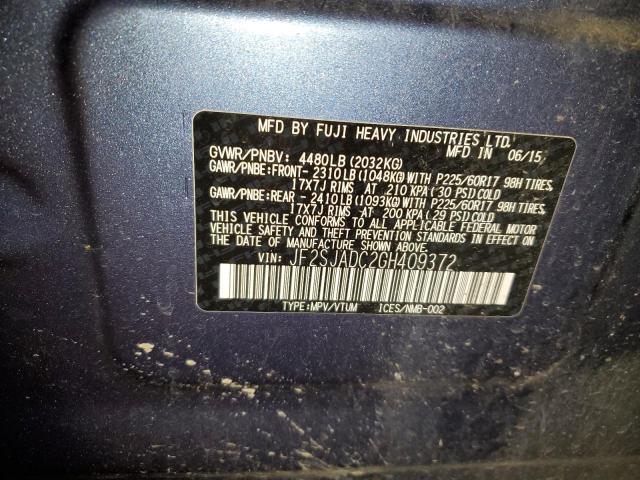 MFD BY FUJI HEAVY INDUSTRIES LTD.
MFD IN 06/15
GVWR/PNBV: 4480LB (2032KG)
GAWR/PNBE:FRONT- 2310LB (1048KG) WITH P225/60R17 98H TIRES,
17X7J RIMS AT 210 KPA (30 PSI) COLD
GAWR/PNBE:REAR - 2410LB (1093KG) WITH P225/60R17 98H TIRES,
17X7J RIMS AT 200 KPA (29 PSI) COLD
THIS VEHICLE CONFORMS TO ALL APPLICABLE FEDERAL MOTOR
VEHICLE SAFETY AND THEFT PREVENTION STANDARDS IN EFFECT ON
THE DATE OF MANUFACTURE SHOWN ABOVE.
VIN: JF2SJADC2GH409372
TYPE:MPV/VTUM ICES/NMB-002